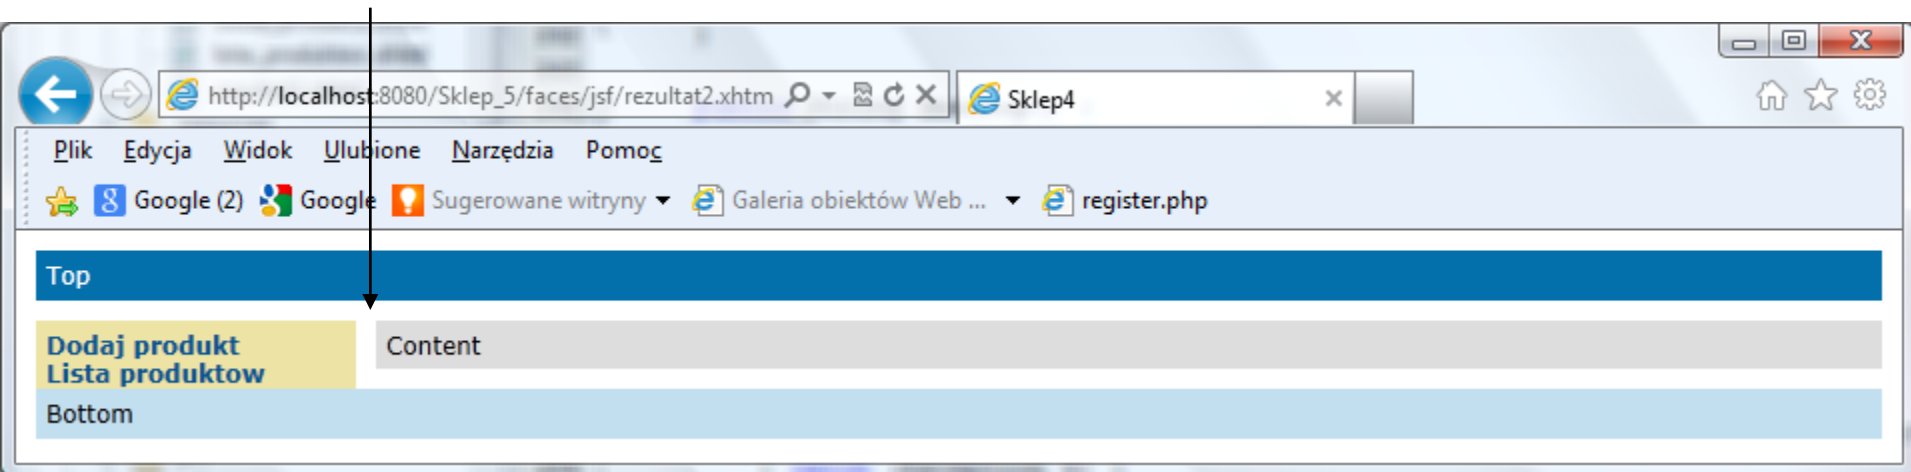 http://localhost:8080/Sklep_5/faces/jsf/rezultat2.xhtm
Sklep4
Plik Edycja Widok Ulubione Narzędzia Pomoc
Google (2) Google Sugerowane witryny Galeria obiektów Web ... register.php
Top
Dodaj produkt
Content
Lista produktow
Bottom